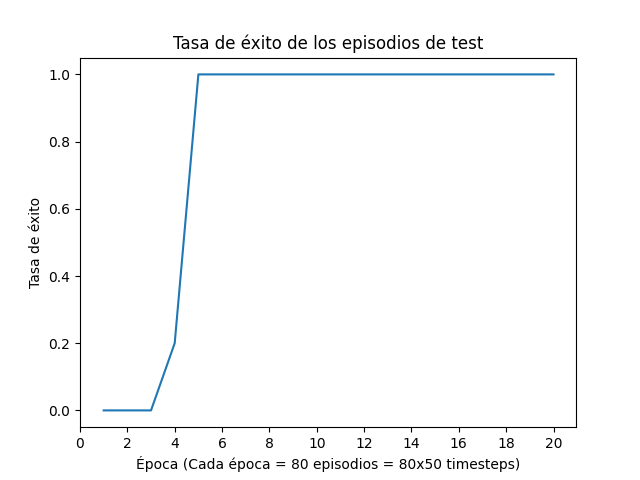 Tasa de éxito de los episodios de test
1.0
0.8
0.6
0.4
0.2
0.0
Tasa de éxito
0 2 4 6 8 10 12 14 16 18 20
Época (Cada época = 80 episodios = 80x50 timesteps)